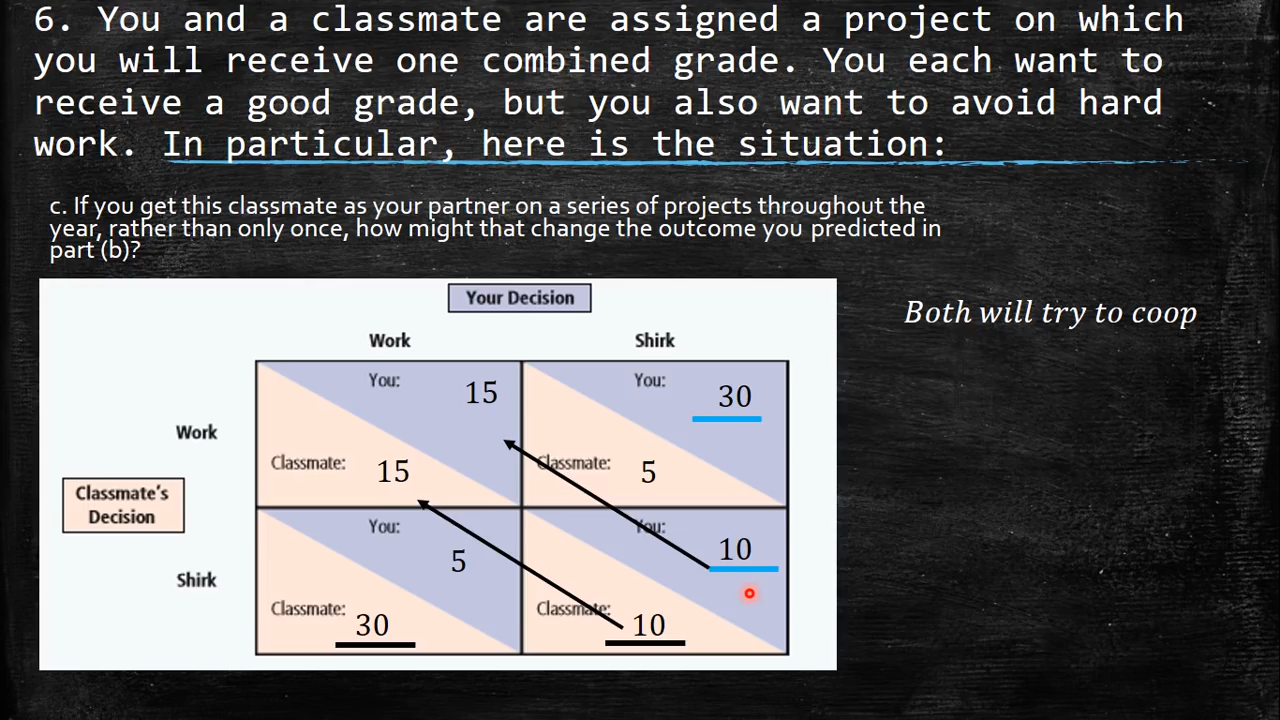 6. You and a classmate are assigned a project on which
you will receive one combined grade. You each want to
receive a good grade, but you also want to avoid hard
work. In particular, here is the situation:
c. If you get this classmate as your partner on a series of projects throughout the
year, rather than only once, how might that change the outcome you predicted in
part (b)?
Your Decision
Both will try to coop
Work Shirk
You: 15 You: 30
Work
Classmate: 15 Classmate: 5
Classmate's
Decision
You: 5 You: 10
Shirk
Classmate: 30 Classmate: 10